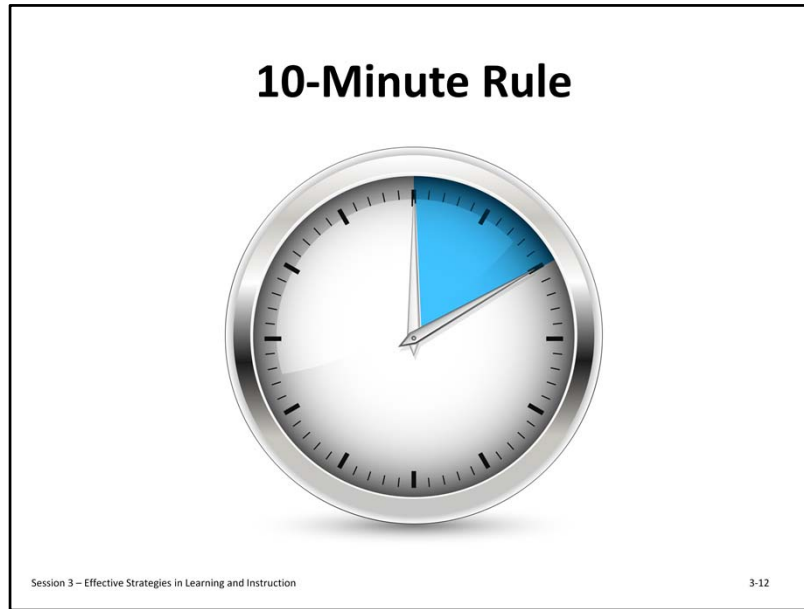 10-Minute Rule
Session 3 – Effective Strategies in Learning and Instruction
3-12